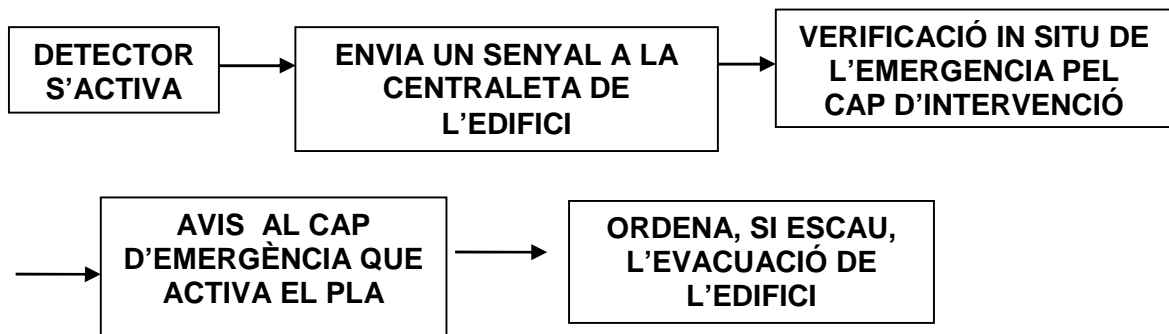 DETECTOR
S'ACTIVA
ENVIA UN SENYAL A LA
CENTRALETA DE
L'EDIFICI
VERIFICACIÓ IN SITU DE
L'EMERGENCIA PEL
CAP D'INTERVENCIÓ
AVIS AL CAP
D'EMERGÈNCIA QUE
ACTIVA EL PLA
ORDENA, SI ESCAU,
L'EVACUACIÓ DE
L'EDIFICI